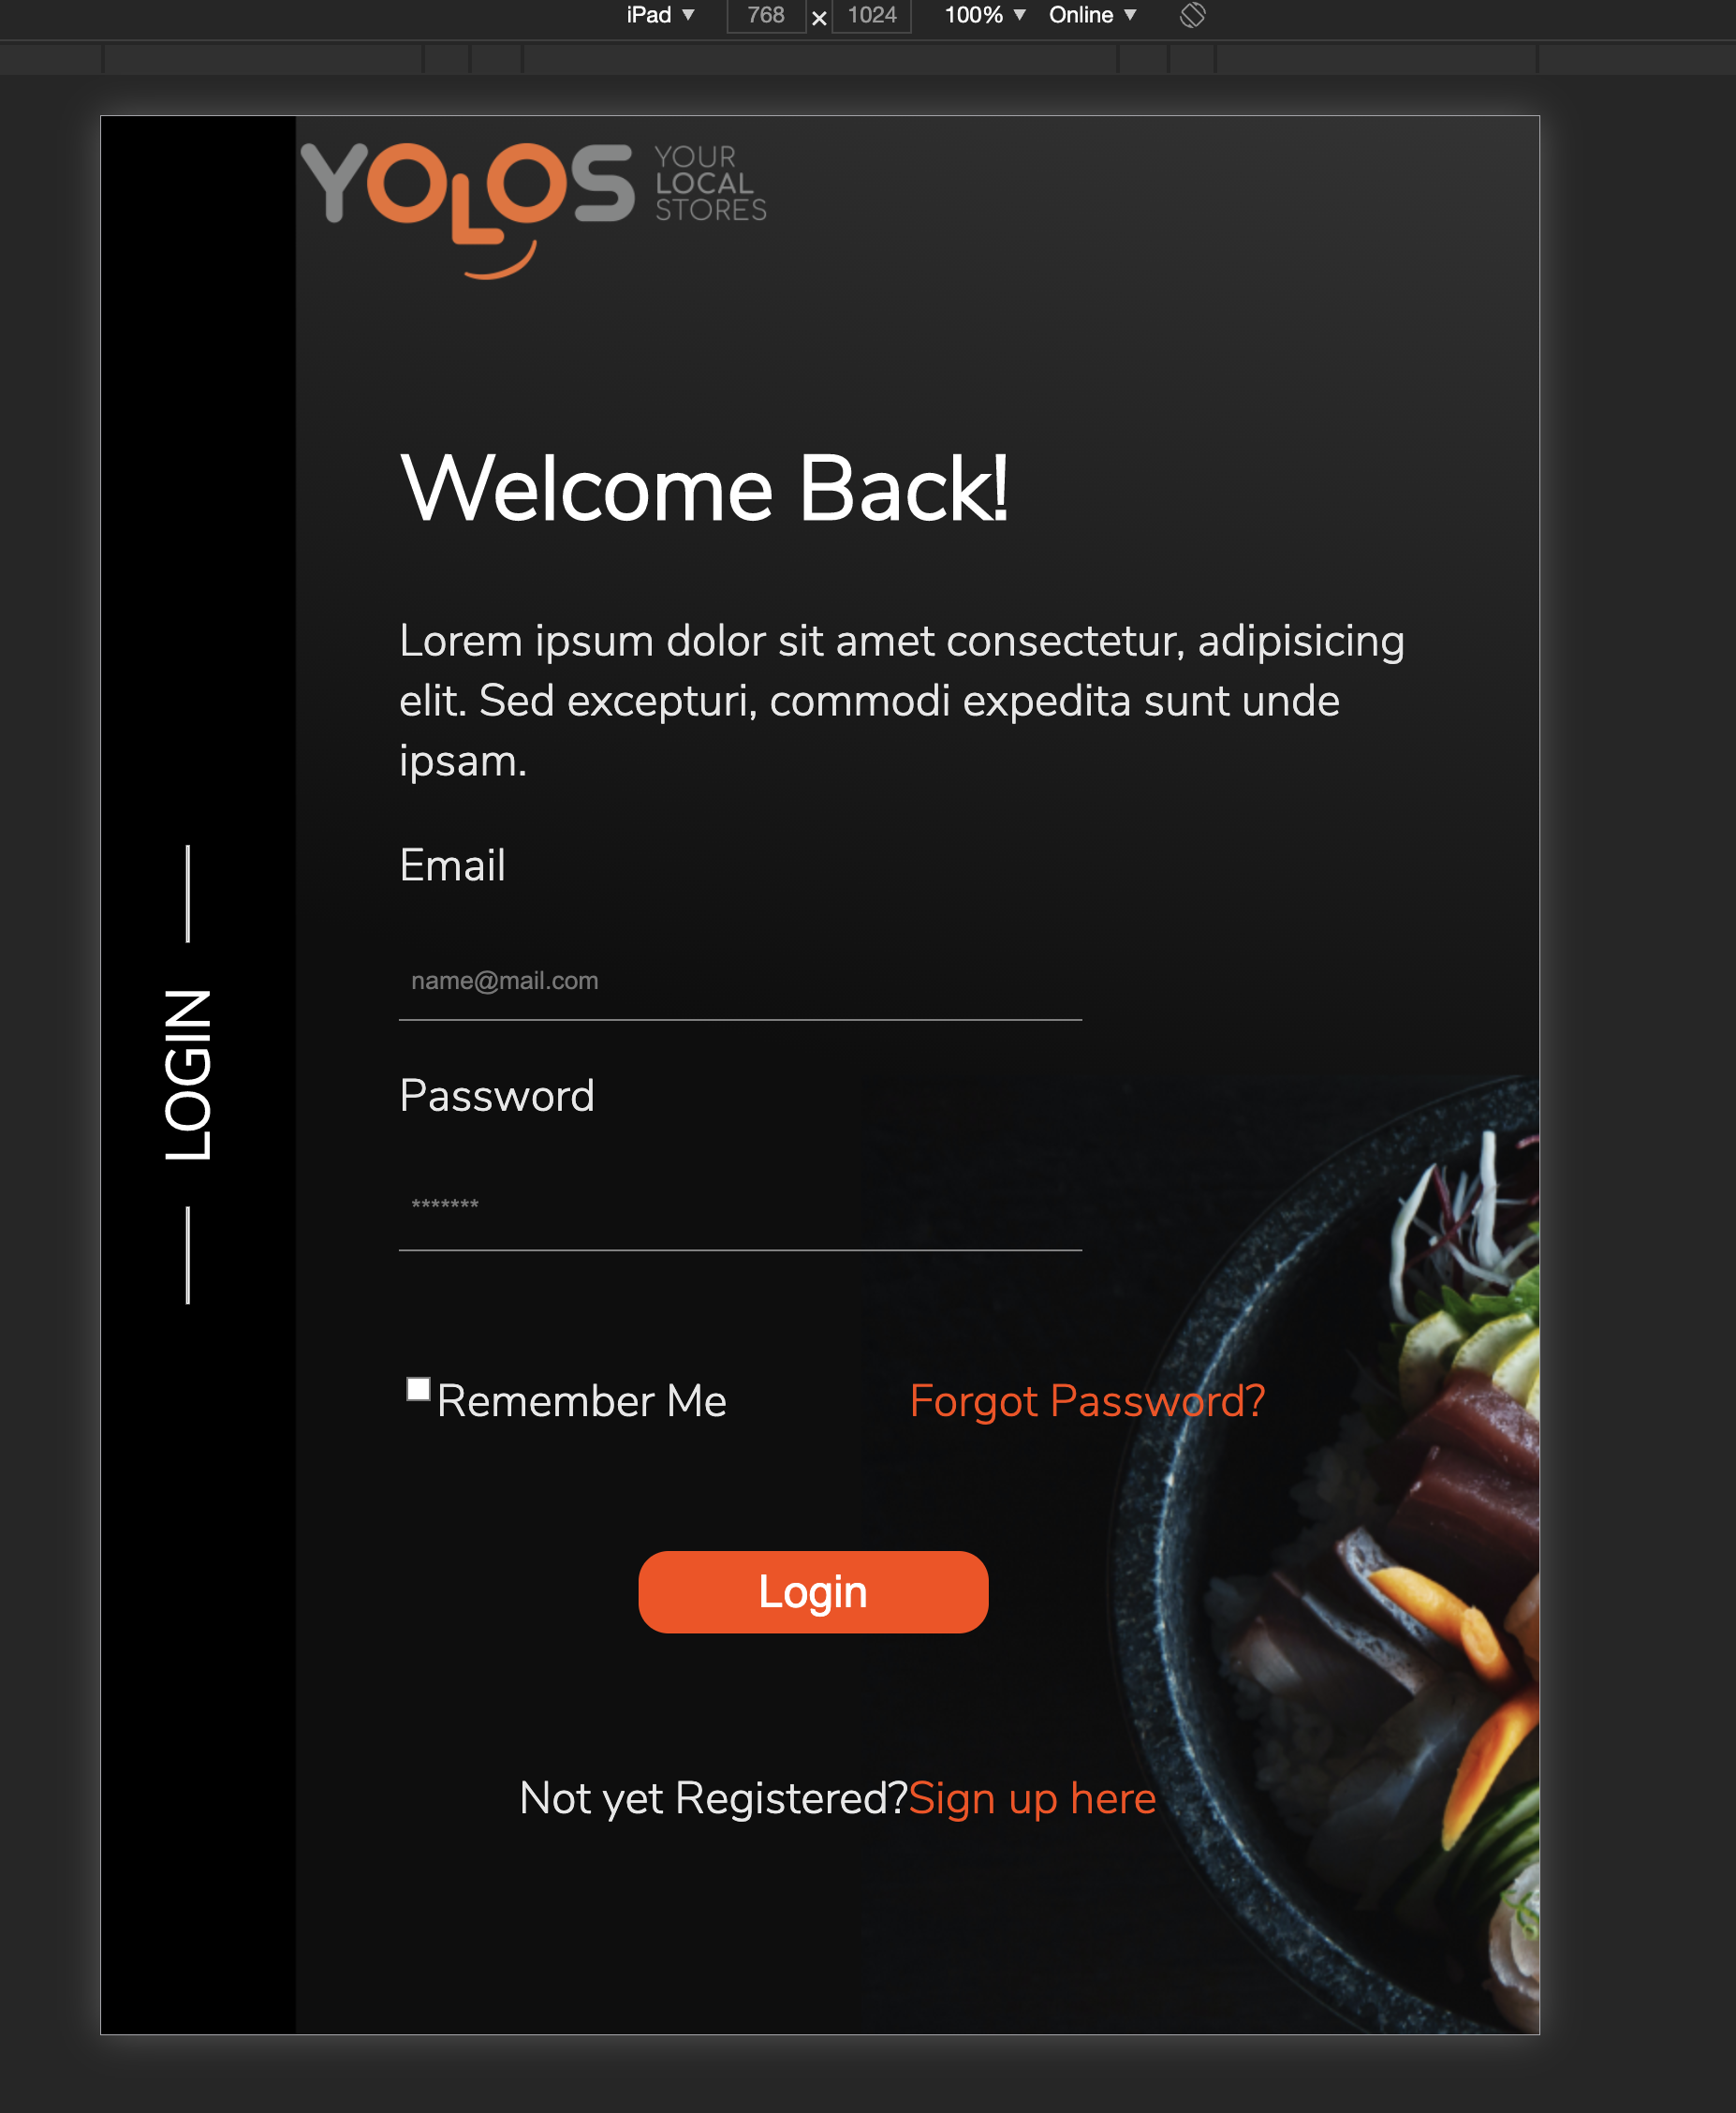 iPad ▼ 768 × 1024 100% ▼ Online ▼
YOLOS
YOUR
LOCAL
STORES
Welcome Back!
Lorem ipsum dolor sit amet consectetur, adipisicing
elit. Sed excepturi, commodi expedita sunt unde
ipsam.
Email
name@mail.com
LOGIN
Password
*******
Remember Me Forgot Password?
Login
Not yet Registered?Sign up here